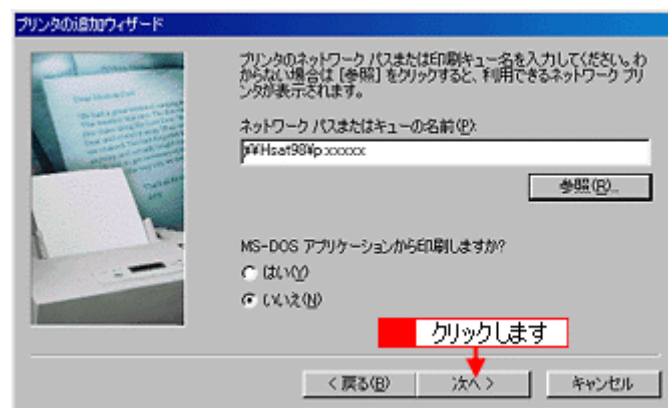 プリンタの追加ウィザード
プリンタのネットワーク パスまたは印刷キュー名を入力してください。わ
からない場合は [参照] をクリックすると、利用できるネットワーク プリ
ンタが表示されます。
ネットワーク パスまたはキューの名前(P):
¥¥Hsat98¥pxxxxxx
参照(R)...
MS-DOS アプリケーションから印刷しますか?
はい(Y)
いいえ(N)
クリックします
< 戻る(B)
次へ >
キャンセル